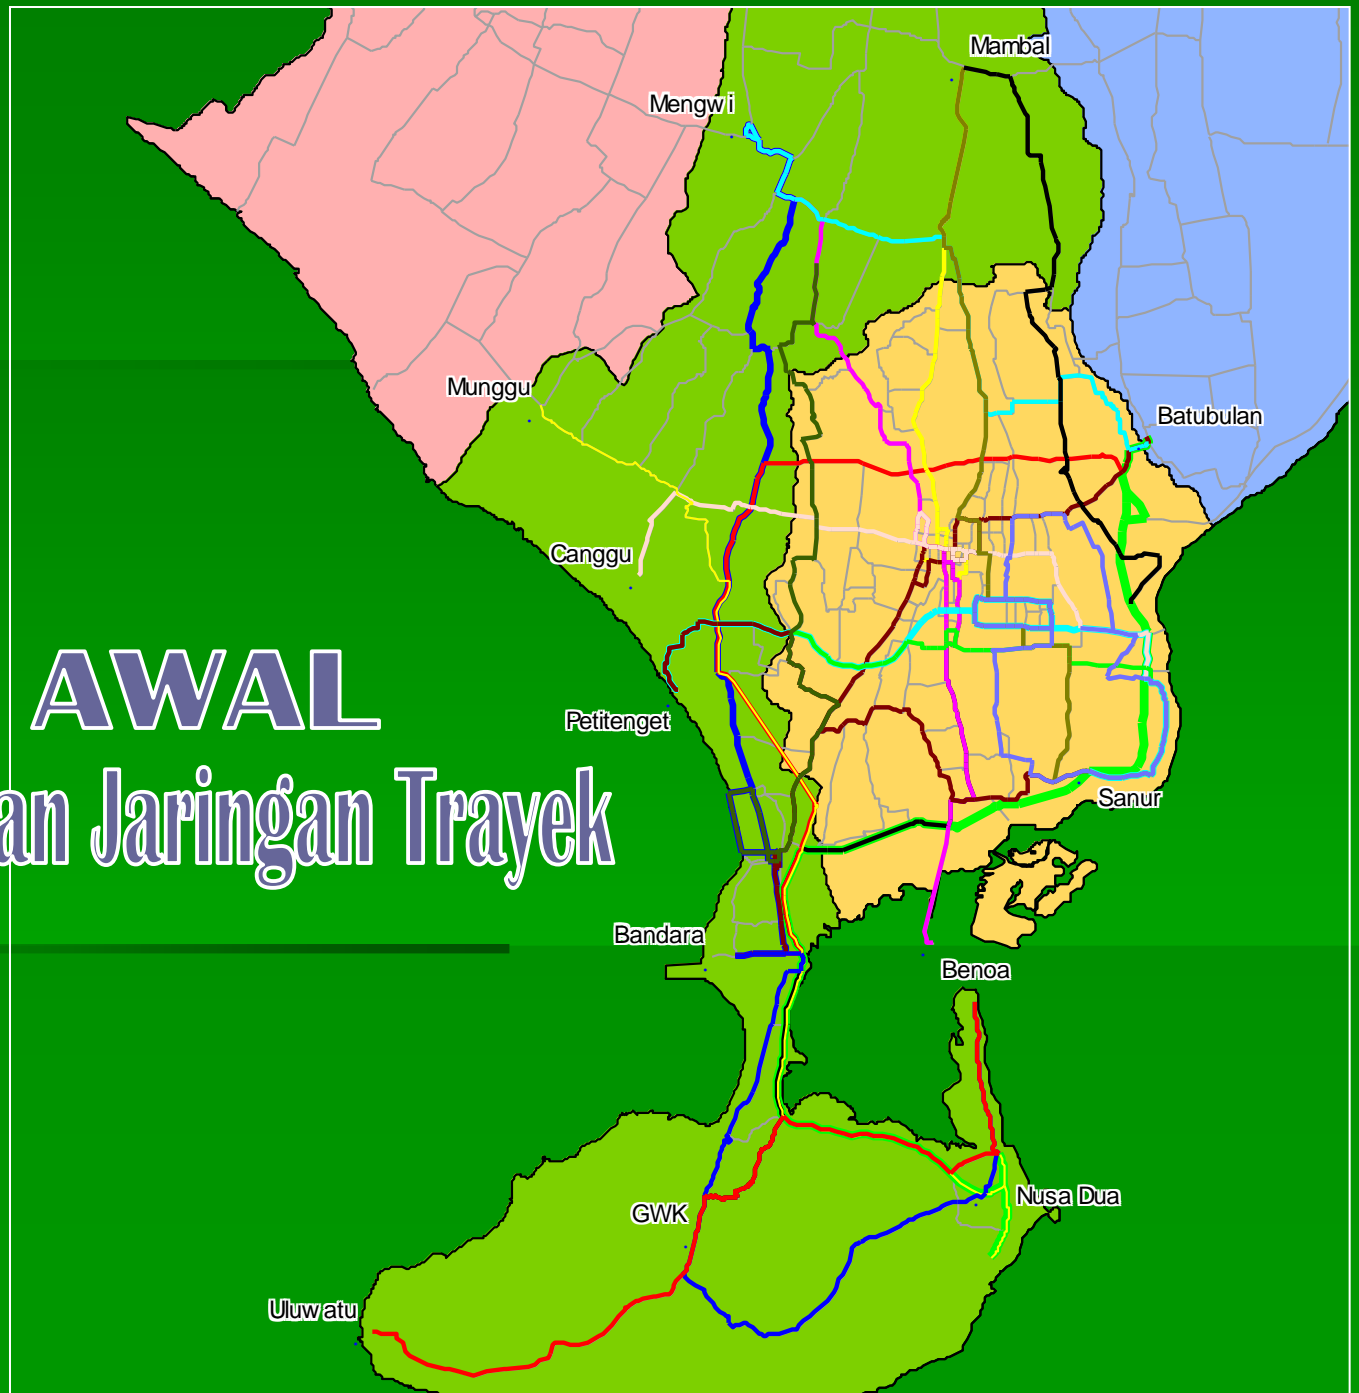 Mambal
Mengwi
Munggu
Batubulan
Canggu
AWAL
Petitenget
an Jaringan Trayek
Sanur
Bandara
Benoa
Nusa Dua
GWK
Uluwatu